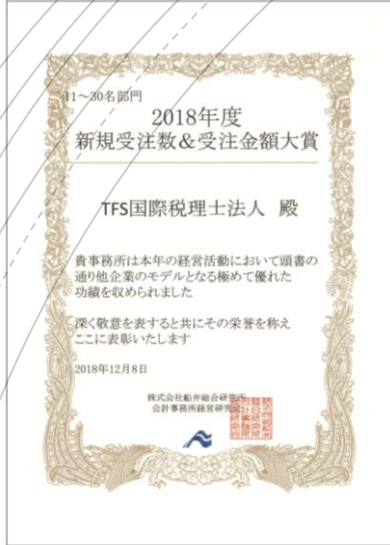 11～30名部門
2018年度
新規受注数＆受注金額大賞
TFS国際税理士法人 殿
貴事務所は本年の経営活動において頭書の
通り他企業のモデルとなる極めて優れた
功績を収められました
深く敬意を表すると共にその栄誉を称え
ここに表彰いたします
2018年12月8日
株式会社船井総合研究所
会計事務所経営研究会